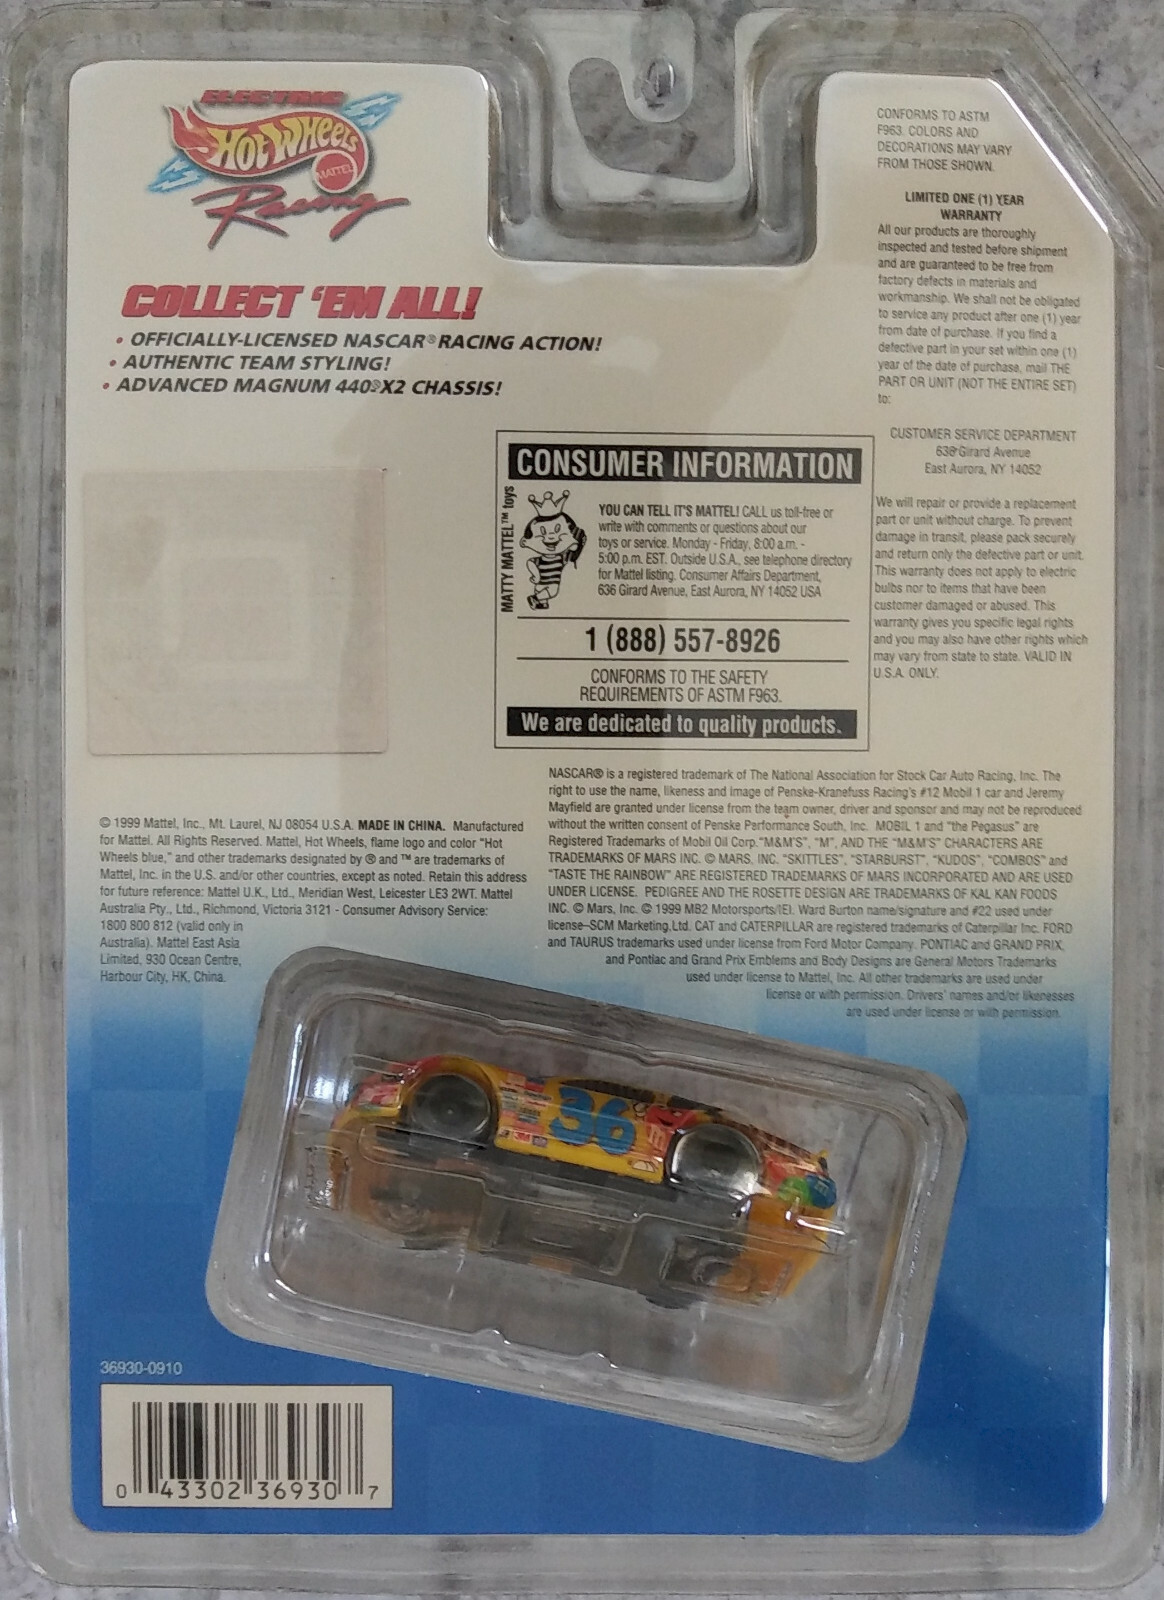 ELECTRIC
HOT WHEELS
MATTEL
Racing
COLLECT 'EM ALL!
• OFFICIALLY-LICENSED NASCAR® RACING ACTION!
• AUTHENTIC TEAM STYLING!
• ADVANCED MAGNUM 440® X2 CHASSIS!
CONFORMS TO ASTM
F963. COLORS AND
DECORATIONS MAY VARY
FROM THOSE SHOWN.
LIMITED ONE (1) YEAR
WARRANTY
All our products are thoroughly
inspected and tested before shipment
and are guaranteed to be free from
factory defects in materials and
workmanship. We shall not be obligated
to service any product after one (1) year
from date of purchase. If you find a
defective part in your set within one (1)
year of the date of purchase, mail THE
PART OR UNIT (NOT THE ENTIRE SET)
to:
CUSTOMER SERVICE DEPARTMENT
636 Girard Avenue
East Aurora, NY 14052
We will repair or provide a replacement
part or unit without charge. To prevent
damage in transit, please pack securely
and return only the defective part or unit.
This warranty does not apply to electric
bulbs nor to items that have been
customer damaged or abused. This
warranty gives you specific legal rights
and you may also have other rights which
may vary from state to state. VALID IN
U.S.A. ONLY.
CONSUMER INFORMATION
MATTY MATTEL™ toys
YOU CAN TELL IT'S MATTEL! CALL us toll-free or
write with comments or questions about our
toys or service. Monday - Friday, 8:00 a.m. -
5:00 p.m. EST. Outside U.S.A., see telephone directory
for Mattel listing. Consumer Affairs Department,
636 Girard Avenue, East Aurora, NY 14052 USA
1 (888) 557-8926
CONFORMS TO THE SAFETY
REQUIREMENTS OF ASTM F963.
We are dedicated to quality products.
© 1999 Mattel, Inc., Mt. Laurel, NJ 08054 U.S.A. MADE IN CHINA. Manufactured
for Mattel. All Rights Reserved. Mattel, Hot Wheels, flame logo and color "Hot
Wheels blue," and other trademarks designated by ® and ™ are trademarks of
Mattel, Inc. in the U.S. and/or other countries, except as noted. Retain this address
for future reference: Mattel U.K., Ltd., Meridian West, Leicester LE3 2WT. Mattel
Australia Pty., Ltd., Richmond, Victoria 3121 - Consumer Advisory Service:
1800 800 812 (valid only in
Australia). Mattel East Asia
Limited, 930 Ocean Centre,
Harbour City, HK, China.
NASCAR® is a registered trademark of The National Association for Stock Car Auto Racing, Inc. The
right to use the name, likeness and image of Penske-Kranefuss Racing's #12 Mobil 1 car and Jeremy
Mayfield are granted under license from the team owner, driver and sponsor and may not be reproduced
without the written consent of Penske Performance South, Inc. MOBIL 1 and "the Pegasus" are
Registered Trademarks of Mobil Oil Corp. "M&M'S", "M", AND THE "M&M'S" CHARACTERS ARE
TRADEMARKS OF MARS INC. © MARS, INC. "SKITTLES", "STARBURST", "KUDOS", "COMBOS" and
"TASTE THE RAINBOW" ARE REGISTERED TRADEMARKS OF MARS INCORPORATED AND ARE USED
UNDER LICENSE. PEDIGREE AND THE ROSETTE DESIGN ARE TRADEMARKS OF KAL KAN FOODS
INC. © Mars, Inc. © 1999 MB2 Motorsports/IEI. Ward Burton name/signature and #22 used under
license–SCM Marketing,Ltd. CAT and CATERPILLAR are registered trademarks of Caterpillar Inc. FORD
and TAURUS trademarks used under license from Ford Motor Company. PONTIAC and GRAND PRIX,
and Pontiac and Grand Prix Emblems and Body Designs are General Motors Trademarks
used under license to Mattel, Inc. All other trademarks are used under
license or with permission. Drivers' names and/or likenesses
are used under license or with permission.
36
3M
36930-0910
0 43302 36930 7